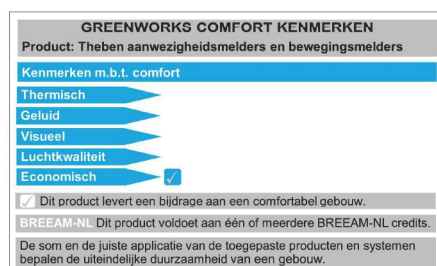 GREENWORKS COMFORT KENMERKEN
Product: Theben aanwezigheidsmelders en bewegingsmelders
Kenmerken m.b.t. comfort
Thermisch
Geluid
Visueel
Luchtkwaliteit
Economisch
Dit product levert een bijdrage aan een comfortabel gebouw.
BREEAM-NL Dit product voldoet aan één of meerdere BREEAM-NL credits.
De som en de juiste applicatie van de toegepaste producten en systemen
bepalen de uiteindelijke duurzaamheid van een gebouw.